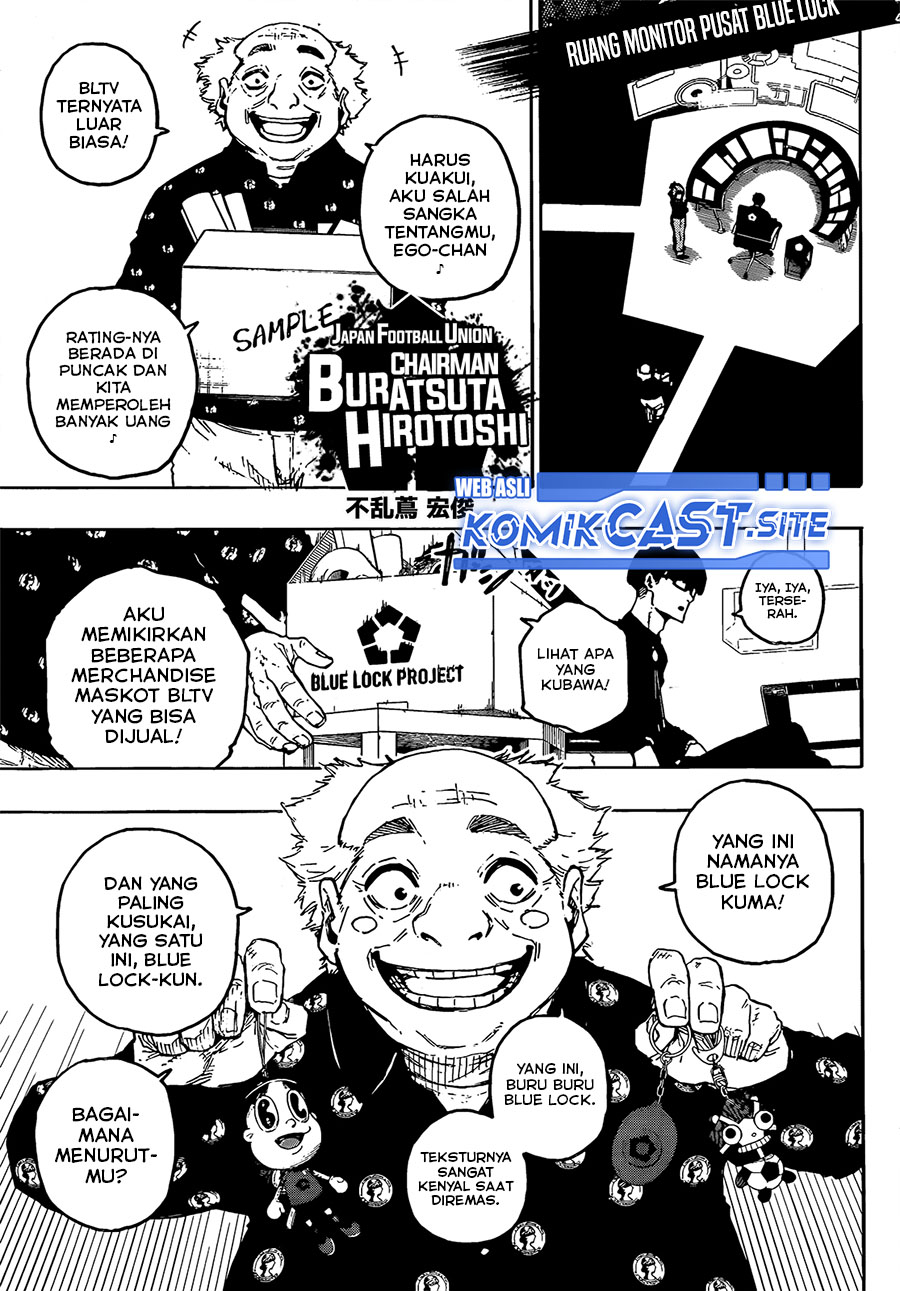 RUANG MONITOR PUSAT BLUE LOCK
BLTV
TERNYATA
LUAR
BIASA!
HARUS
KUAKUI,
AKU SALAH
SANGKA
TENTANGMU,
EGO-CHAN
♪
RATING-NYA
BERADA DI
PUNCAK DAN
KITA
MEMPEROLEH
BANYAK UANG
♪
SAMPLE
JAPAN FOOTBALL UNION
CHAIRMAN
BURATSUTA
HIROTOSHI
不乱蔦 宏俊
WEB ASLI
KOMIKCAST.SITE
IYA, IYA,
TERSE-
RAH.
LIHAT APA
YANG
KUBAWA!
BLUE LOCK PROJECT
AKU
MEMIKIRKAN
BEBERAPA
MERCHANDISE
MASKOT BLTV
YANG BISA
DIJUAL!
YANG INI
NAMANYA
BLUE LOCK
KUMA!
YANG INI,
BURU BURU
BLUE LOCK.
TEKSTURNYA
SANGAT
KENYAL SAAT
DIREMAS.
DAN YANG
PALING
KUSUKAI,
YANG SATU
INI, BLUE
LOCK-KUN.
BAGAI-
MANA
MENURUT-
MU?